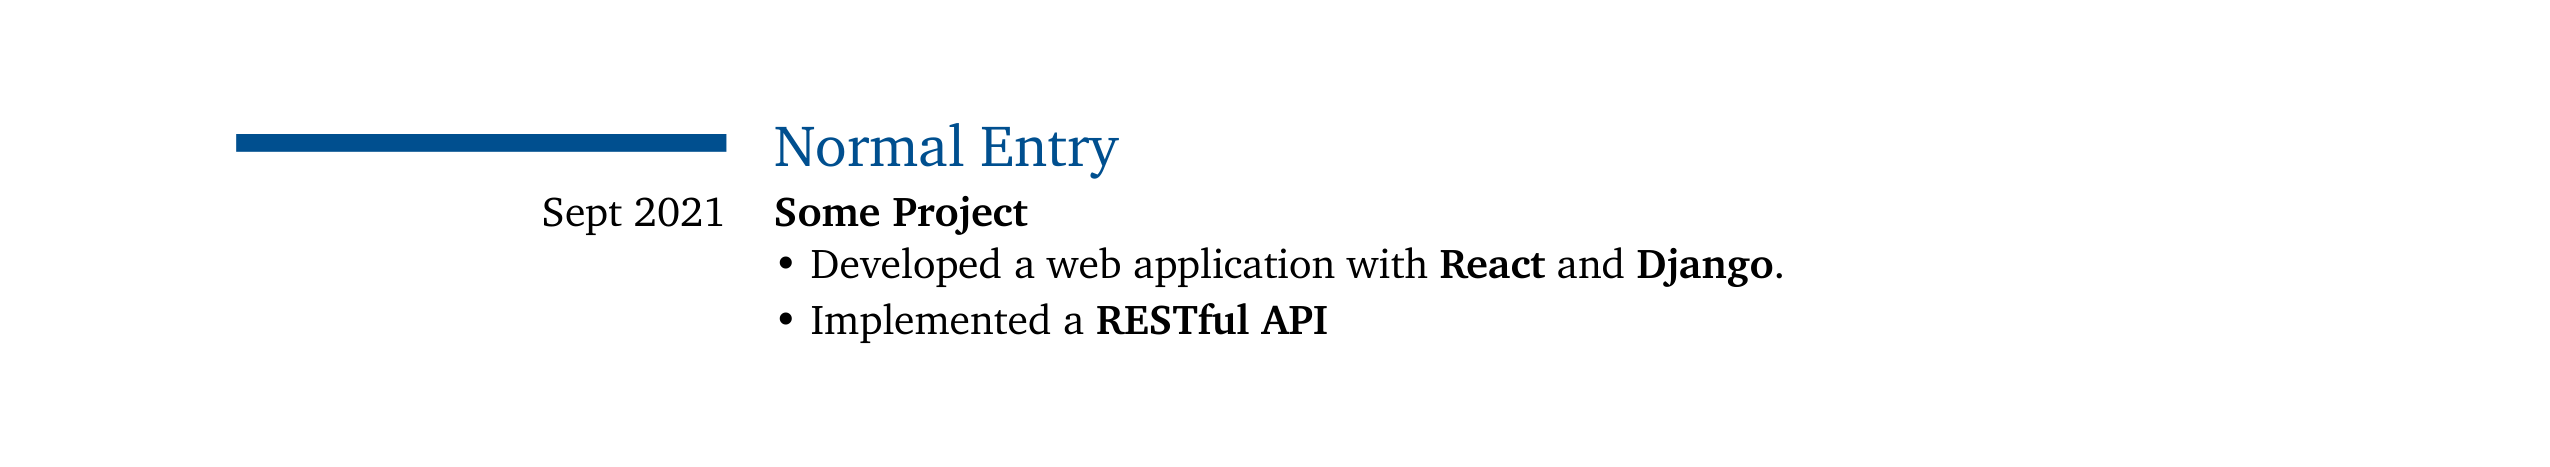 Normal Entry
Sept 2021 Some Project
• Developed a web application with React and Django.
• Implemented a RESTful API